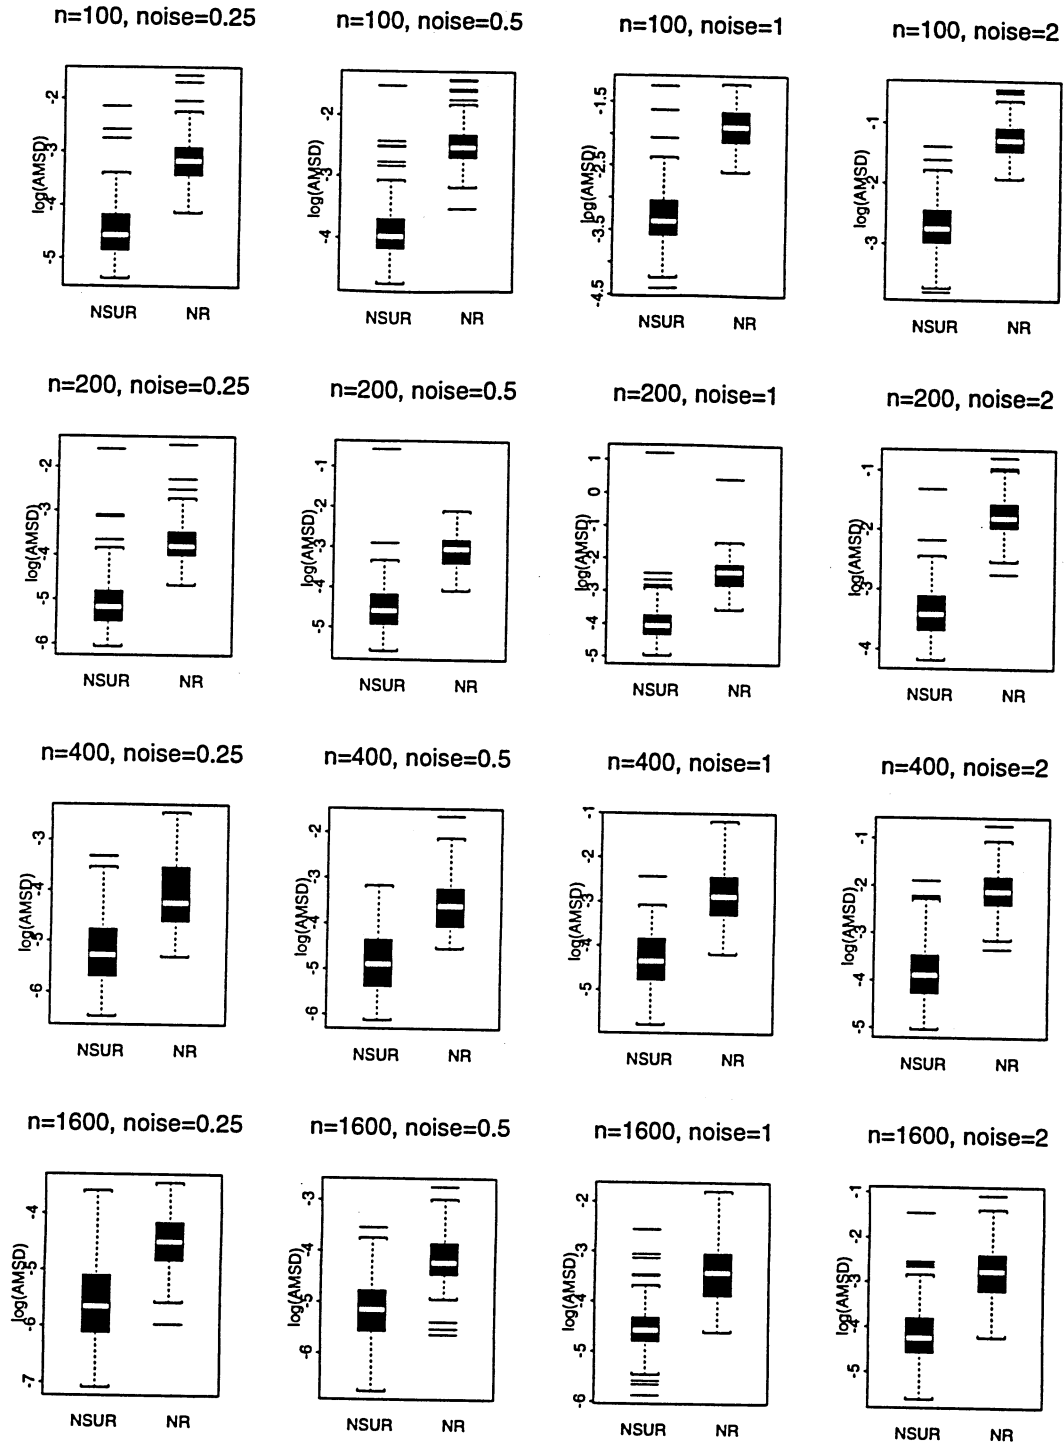 n=100, noise=0.25
n=100, noise=0.5
n=100, noise=1
n=100, noise=2
log(AMSD)
-2
-3
-4
-5
NSUR NR
log(AMSD)
-2
-3
-4
NSUR NR
log(AMSD)
-1.5
-2.5
-3.5
-4.5
NSUR NR
log(AMSD)
-1
-2
-3
NSUR NR
n=200, noise=0.25
n=200, noise=0.5
n=200, noise=1
n=200, noise=2
log(AMSD)
-2
-3
-4
-5
-6
NSUR NR
log(AMSD)
-1
-2
-3
-4
-5
NSUR NR
log(AMSD)
1
0
-1
-2
-3
-4
-5
NSUR NR
log(AMSD)
-1
-2
-3
-4
NSUR NR
n=400, noise=0.25
n=400, noise=0.5
n=400, noise=1
n=400, noise=2
log(AMSD)
-3
-4
-5
-6
NSUR NR
log(AMSD)
-2
-3
-4
-5
-6
NSUR NR
log(AMSD)
-1
-2
-3
-4
-5
NSUR NR
log(AMSD)
-1
-2
-3
-4
-5
NSUR NR
n=1600, noise=0.25
n=1600, noise=0.5
n=1600, noise=1
n=1600, noise=2
log(AMSD)
-4
-5
-6
-7
NSUR NR
log(AMSD)
-3
-4
-5
-6
NSUR NR
log(AMSD)
-2
-3
-4
-5
-6
NSUR NR
log(AMSD)
-1
-2
-3
-4
-5
NSUR NR